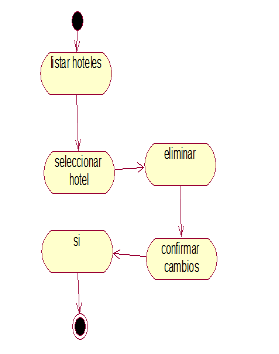 listar hoteles
seleccionar
hotel
eliminar
confirmar
cambios
si